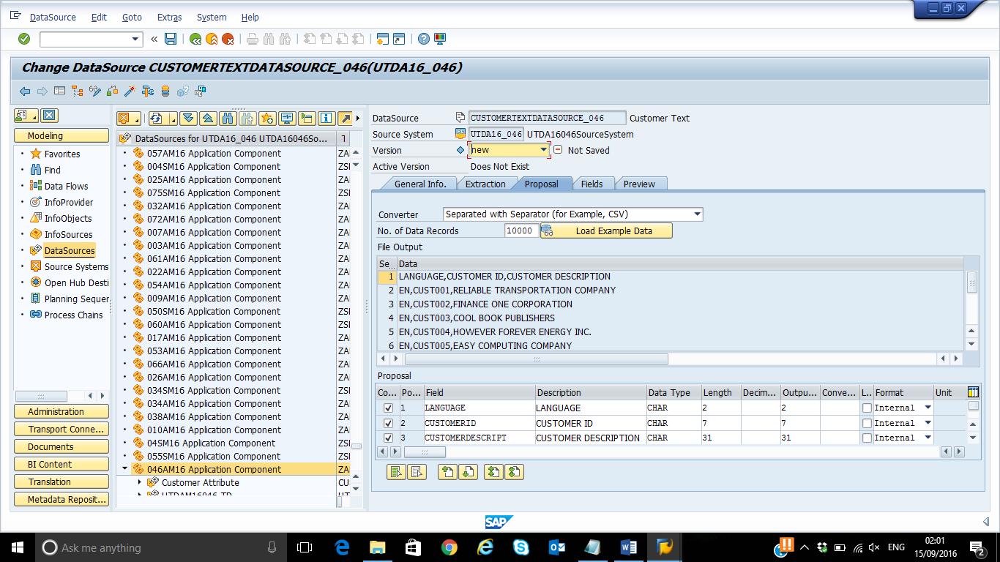 DataSource Edit Goto Extras System Help
Change DataSource CUSTOMERTEXTDATASOURCE_046(UTDA16_046)
Modeling
Favorites
Find
Data Flows
InfoProvider
InfoObjects
InfoSources
DataSources
Source Systems
Open Hub Desti
Planning Sequer
Process Chains
Administration
Transport Conne...
Documents
BI Content
Translation
Metadata Reposit...
DataSources for UTDA16_046 UTDA16046So... T
057AM16 Application Component ZA
004SM16 Application Component ZS
025AM16 Application Component ZA
075SM16 Application Component ZS
032AM16 Application Component ZA
072AM16 Application Component ZA
007AM16 Application Component ZA
003AM16 Application Component ZA
061AM16 Application Component ZA
022AM16 Application Component ZA
054AM16 Application Component ZA
009AM16 Application Component ZA
050SM16 Application Component ZS
060AM16 Application Component ZA
017AM16 Application Component ZA
053AM16 Application Component ZA
066AM16 Application Component ZA
026AM16 Application Component ZA
034SM16 Application Component ZS
034AM16 Application Component ZA
038AM16 Application Component ZA
010AM16 Application Component ZA
04SM16 Application Component ZS
055SM16 Application Component ZS
046AM16 Application Component ZA
Customer Attribute CU
UTDAM16046 TD UT
DataSource CUSTOMERTEXTDATASOURCE_046 Customer Text
Source System UTDA16_046 UTDA16046SourceSystem
Version new Not Saved
Active Version Does Not Exist
General Info. Extraction Proposal Fields Preview
Converter Separated with Separator (for Example, CSV)
No. of Data Records 10000 Load Example Data
File Output
Se... Data
1 LANGUAGE,CUSTOMER ID,CUSTOMER DESCRIPTION
2 EN,CUST001,RELIABLE TRANSPORTATION COMPANY
3 EN,CUST002,FINANCE ONE CORPORATION
4 EN,CUST003,COOL BOOK PUBLISHERS
5 EN,CUST004,HOWEVER FOREVER ENERGY INC.
6 EN,CUST005,EASY COMPUTING COMPANY
Proposal
Co... Po... Field Description Data Type Length Decim... Outpu... Conve... L.. Format Unit
1 LANGUAGE LANGUAGE CHAR 2 2 Internal
2 CUSTOMERID CUSTOMER ID CHAR 7 7 Internal
3 CUSTOMERDESCRIPT CUSTOMER DESCRIPTION CHAR 31 31 Internal
SAP
Ask me anything
ENG
02:01
15/09/2016
2